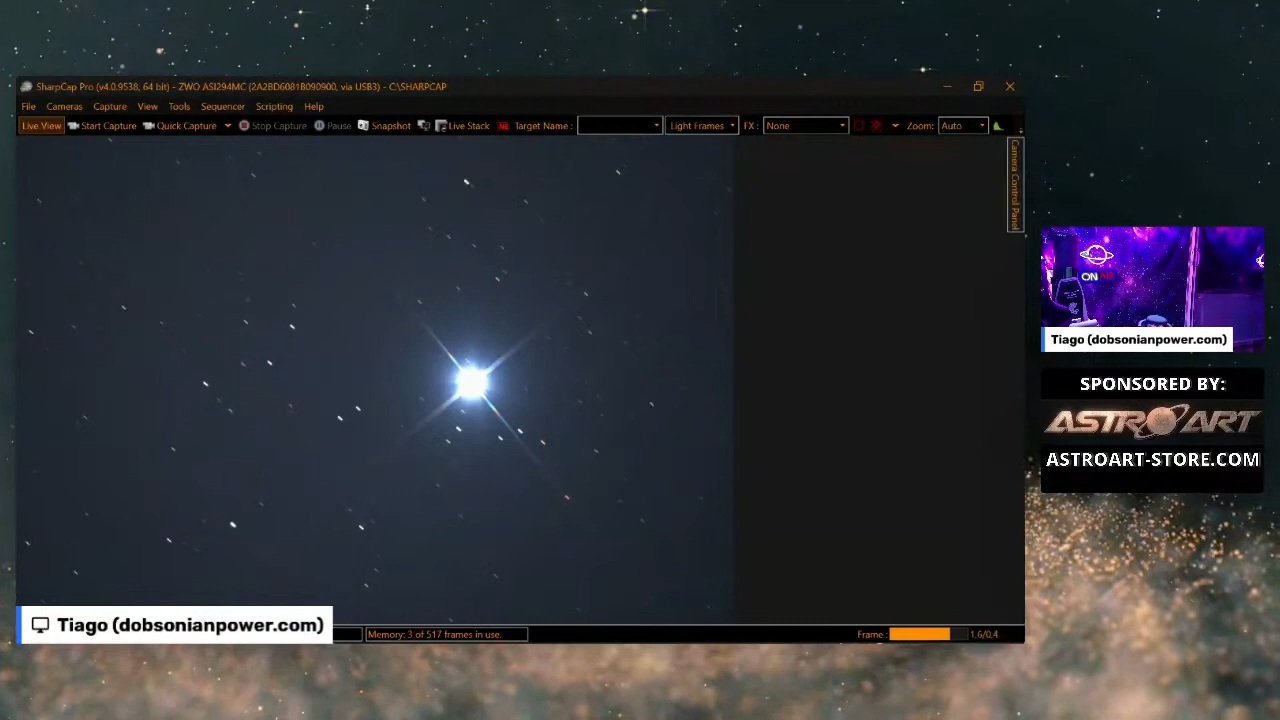 SharpCap Pro (v4.0.9538, 64 bit) - ZWO ASI294MC (2A2BD6081B090900, via USB3) - C:\SHARPCAP
File Cameras Capture View Tools Sequencer Scripting Help
Live View Start Capture Quick Capture Stop Capture Pause Snapshot Live Stack Target Name : Light Frames FX : None Zoom: Auto
Camera Control Panel
ON AIR
Tiago (dobsonianpower.com)
SPONSORED BY:
ASTROART
ASTROART-STORE.COM
Tiago (dobsonianpower.com)
Memory: 3 of 517 frames in use.
Frame : 1,6/0,4